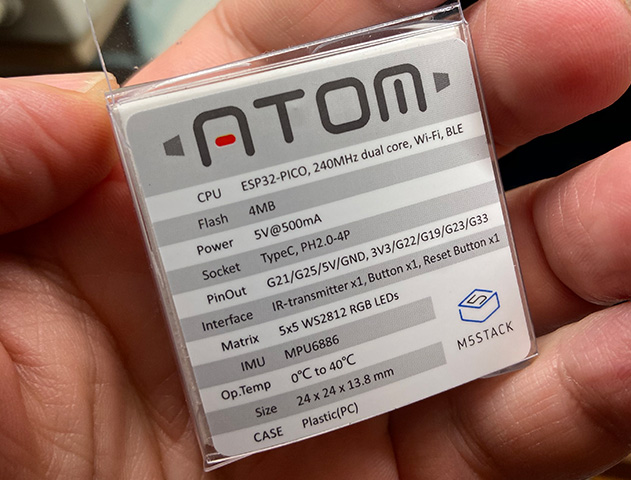 ATOM
CPU ESP32-PICO, 240MHz dual core, Wi-Fi, BLE
Flash 4MB
Power 5V@500mA
Socket TypeC, PH2.0-4P
PinOut G21/G25/5V/GND, 3V3/G22/G19/G23/G33
Interface IR-transmitter x1, Button x1, Reset Button x1
Matrix 5x5 WS2812 RGB LEDs
IMU MPU6886
Op.Temp 0℃ to 40℃
Size 24 x 24 x 13.8 mm
CASE Plastic(PC)
5
M5STACK